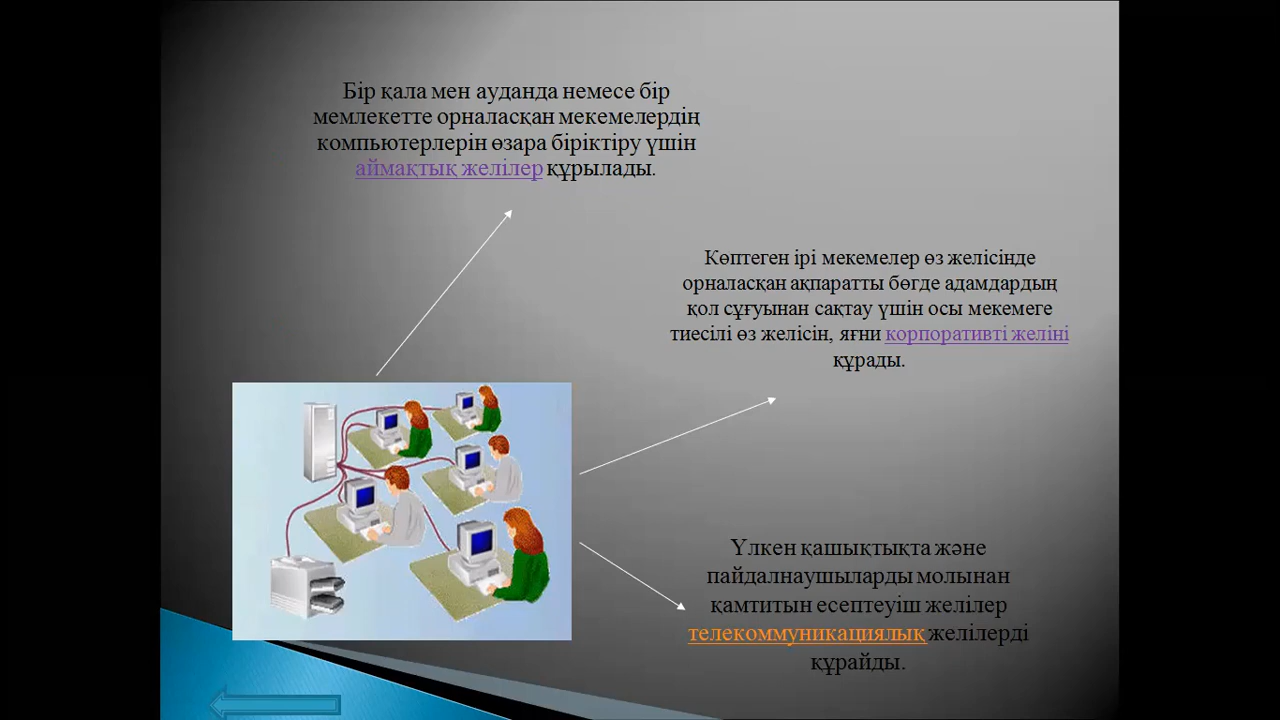 Бір қала мен ауданда немесе бір
мемлекетте орналасқан мекемелердің
компьютерлерін өзара біріктіру үшін
аймақтық желілер құрылады.
Көптеген ірі мекемелер өз желісінде
орналасқан ақпаратты бөгде адамдардың
қол сұғуынан сақтау үшін осы мекемеге
тиесілі өз желісін, яғни корпоративті желіні
құрады.
Үлкен қашықтықта және
пайдалнаушыларды молынан
қамтитын есептеуіш желілер
телекоммуникациялық желілерді
құрайды.